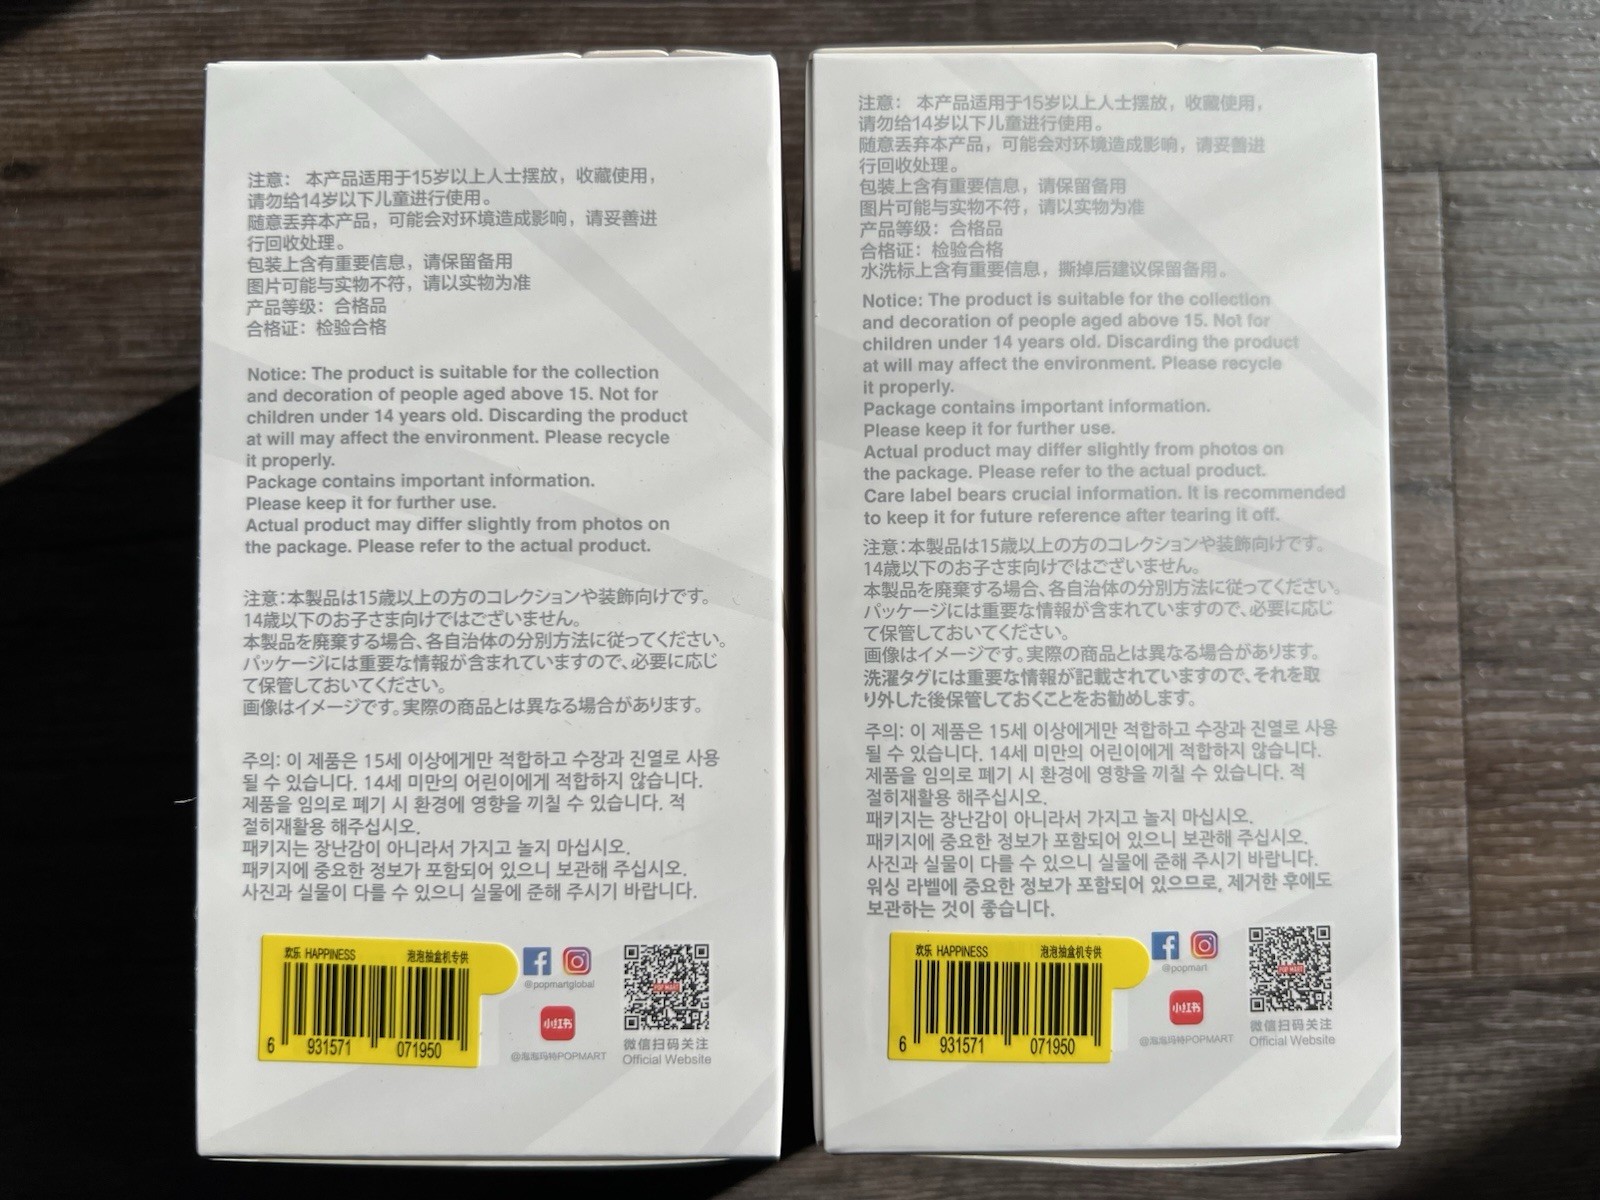 注意： 本产品适用于15岁以上人士摆放，收藏使用，
请勿给14岁以下儿童进行使用。
随意丢弃本产品，可能会对环境造成影响，请妥善进
行回收处理。
包装上含有重要信息，请保留备用
图片可能与实物不符，请以实物为准
产品等级：合格品
合格证：检验合格
Notice: The product is suitable for the collection
and decoration of people aged above 15. Not for
children under 14 years old. Discarding the product
at will may affect the environment. Please recycle
it properly.
Package contains important information.
Please keep it for further use.
Actual product may differ slightly from photos on
the package. Please refer to the actual product.
注意：本製品は15歳以上の方のコレクションや装飾向けです。
14歳以下のお子さま向けではございません。
本製品を廃棄する場合、各自治体の分別方法に従ってください。
パッケージには重要な情報が含まれていますので、必要に応じ
て保管しておいてください。
画像はイメージです。実際の商品とは異なる場合があります。
주의: 이 제품은 15세 이상에게만 적합하고 수장과 진열로 사용
될 수 있습니다. 14세 미만의 어린이에게 적합하지 않습니다.
제품을 임의로 폐기 시 환경에 영향을 끼칠 수 있습니다. 적
절히재활용 해주십시오.
패키지는 장난감이 아니라서 가지고 놀지 마십시오.
패키지에 중요한 정보가 포함되어 있으니 보관해 주십시오.
사진과 실물이 다를 수 있으니 실물에 준해 주시기 바랍니다.
欢乐 HAPPINESS 泡泡抽盒机专供
6 931571 071950
@popmartglobal
小红书
@泡泡玛特POPMART
POP MART
微信扫码关注
Official Website
注意： 本产品适用于15岁以上人士摆放，收藏使用，
请勿给14岁以下儿童进行使用。
随意丢弃本产品，可能会对环境造成影响，请妥善进
行回收处理。
包装上含有重要信息，请保留备用
图片可能与实物不符，请以实物为准
产品等级：合格品
合格证：检验合格
水洗标上含有重要信息，撕掉后建议保留备用。
Notice: The product is suitable for the collection
and decoration of people aged above 15. Not for
children under 14 years old. Discarding the product
at will may affect the environment. Please recycle
it properly.
Package contains important information.
Please keep it for further use.
Actual product may differ slightly from photos on
the package. Please refer to the actual product.
Care label bears crucial information. It is recommended
to keep it for future reference after tearing it off.
注意：本製品は15歳以上の方のコレクションや装飾向けです。
14歳以下のお子さま向けではございません。
本製品を廃棄する場合、各自治体の分別方法に従ってください。
パッケージには重要な情報が含まれていますので、必要に応じ
て保管しておいてください。
画像はイメージです。実際の商品とは異なる場合があります。
洗濯タグには重要な情報が記載されていますので、それを取
り外した後保管しておくことをお勧めします。
주의: 이 제품은 15세 이상에게만 적합하고 수장과 진열로 사용
될 수 있습니다. 14세 미만의 어린이에게 적합하지 않습니다.
제품을 임의로 폐기 시 환경에 영향을 끼칠 수 있습니다. 적
절히재활용 해주십시오.
패키지는 장난감이 아니라서 가지고 놀지 마십시오.
패키지에 중요한 정보가 포함되어 있으니 보관해 주십시오.
사진과 실물이 다를 수 있으니 실물에 준해 주시기 바랍니다.
워싱 라벨에 중요한 정보가 포함되어 있으므로, 제거한 후에도
보관하는 것이 좋습니다.
欢乐 HAPPINESS 泡泡抽盒机专供
6 931571 071950
@popmart
小红书
@泡泡玛特POPMART
POP MART
微信扫码关注
Official Website